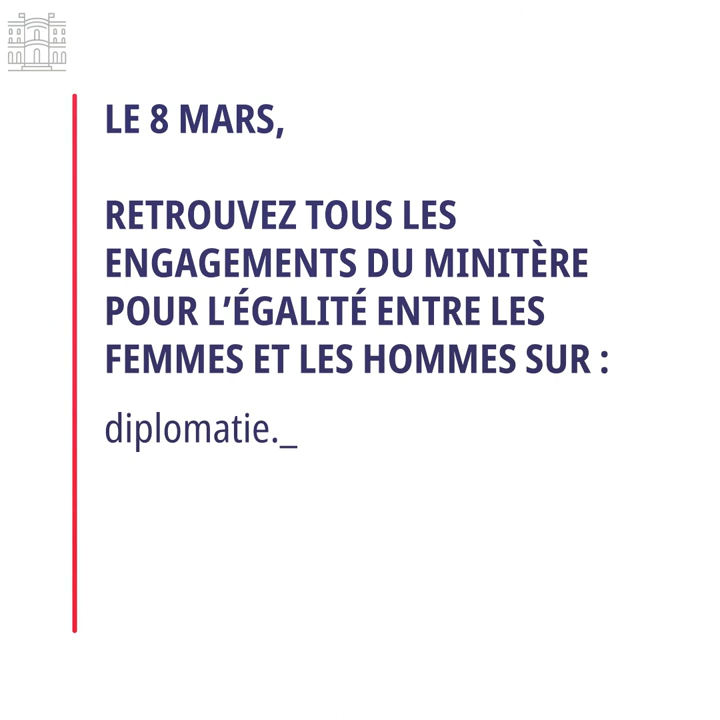 LE 8 MARS,
RETROUVEZ TOUS LES
ENGAGEMENTS DU MINITÈRE
POUR L’ÉGALITÉ ENTRE LES
FEMMES ET LES HOMMES SUR :
diplomatie._